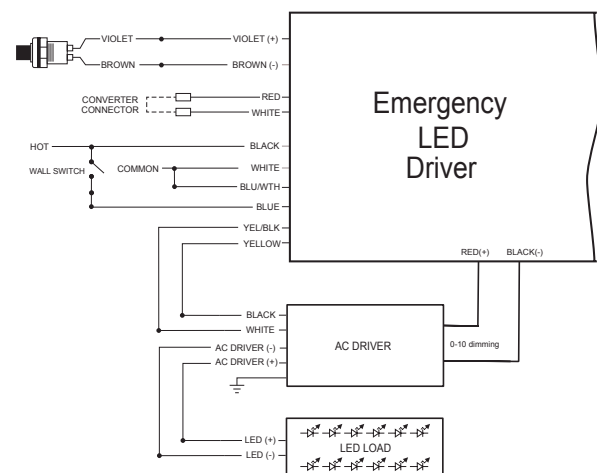 VIOLET VIOLET (+)
BROWN BROWN (-)
CONVERTER
CONNECTOR
RED
WHITE
Emergency
LED
Driver
HOT BLACK
WALL SWITCH COMMON WHITE
BLU/WTH
BLUE
YEL/BLK
YELLOW
RED(+) BLACK(-)
BLACK
WHITE
AC DRIVER (-)
AC DRIVER (+)
AC DRIVER
0-10 dimming
LED (+)
LED (-)
LED LOAD